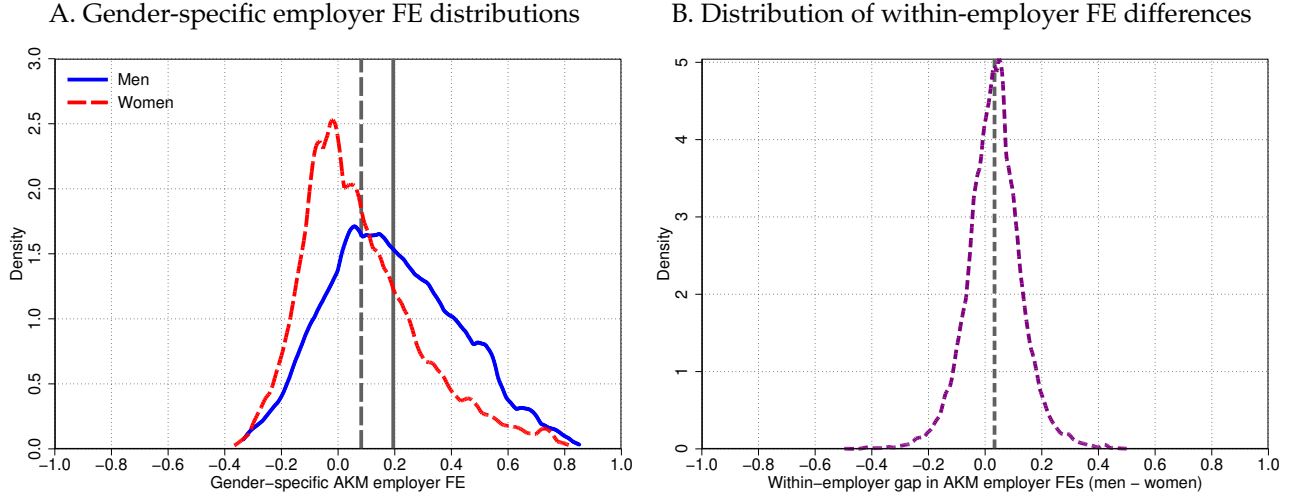 A. Gender-specific employer FE distributions
Men
Women
Density
0.0
0.5
1.0
1.5
2.0
2.5
3.0
−1.0 −0.8 −0.6 −0.4 −0.2 0.0 0.2 0.4 0.6 0.8 1.0
Gender−specific AKM employer FE
B. Distribution of within-employer FE differences
Density
0
1
2
3
4
5
−1.0 −0.8 −0.6 −0.4 −0.2 0.0 0.2 0.4 0.6 0.8 1.0
Within−employer gap in AKM employer FEs (men − women)